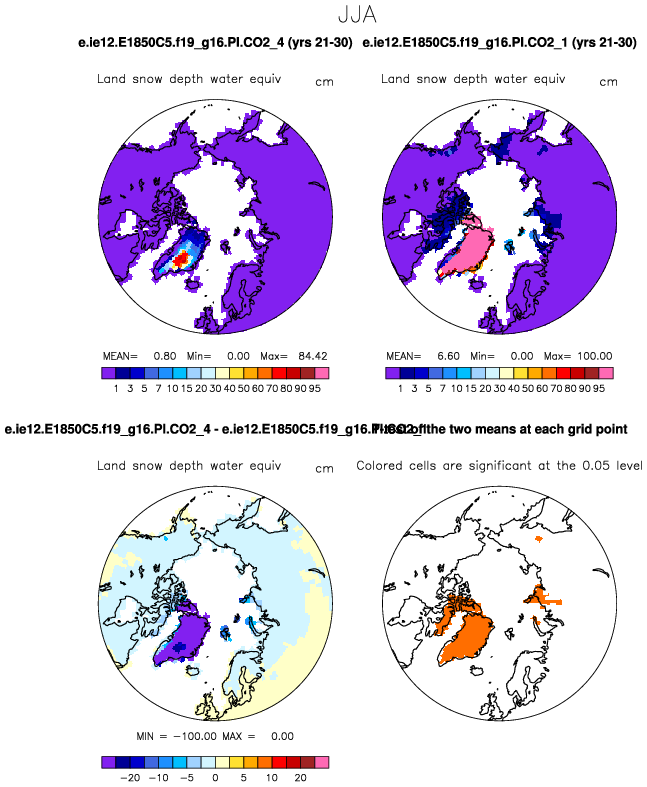 JJA
e.ie12.E1850C5.f19_g16.PI.CO2_4 (yrs 21-30) e.ie12.E1850C5.f19_g16.PI.CO2_1 (yrs 21-30)
Land snow depth water equiv cm Land snow depth water equiv cm
MEAN= 0.80 Min= 0.00 Max= 84.42 MEAN= 6.60 Min= 0.00 Max= 100.00
1 3 5 7 10 15 20 30 40 50 60 70 80 90 95 1 3 5 7 10 15 20 30 40 50 60 70 80 90 95
e.ie12.E1850C5.f19_g16.PI.CO2_4 - e.ie12.E1850C5.f19_g16.PI.CO2_1 of the two means at each grid point
Land snow depth water equiv cm Colored cells are significant at the 0.05 level
MIN = -100.00 MAX = 0.00
-20 -10 -5 0 5 10 20